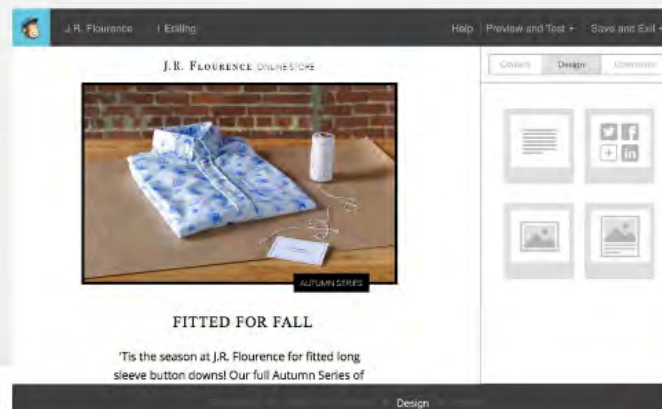 J.R. Flourence | Editing Help Preview and Test Save and Exit
J.R. FLOURENCE ONLINE STORE
Content Design Comments
AUTUMN SERIES
FITTED FOR FALL
'Tis the season at J.R. Flourence for fitted long
sleeve button downs! Our full Autumn Series of
Design